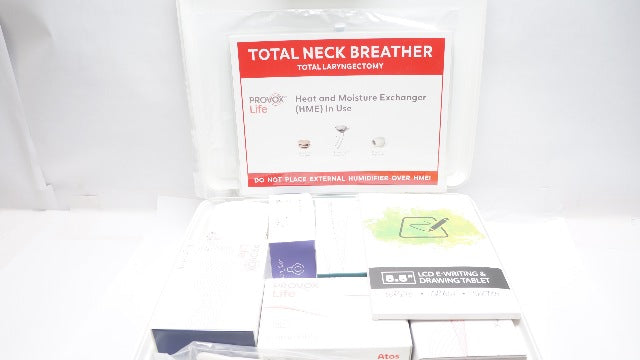 TOTAL NECK BREATHER
TOTAL LARYNGECTOMY
PROVOX
Life
Heat and Moisture Exchanger
(HME) In Use
DO NOT PLACE EXTERNAL HUMIDIFIER OVER HME!
5.5"
LCD E-WRITING &
DRAWING TABLET
PROVOX
Life
Atos